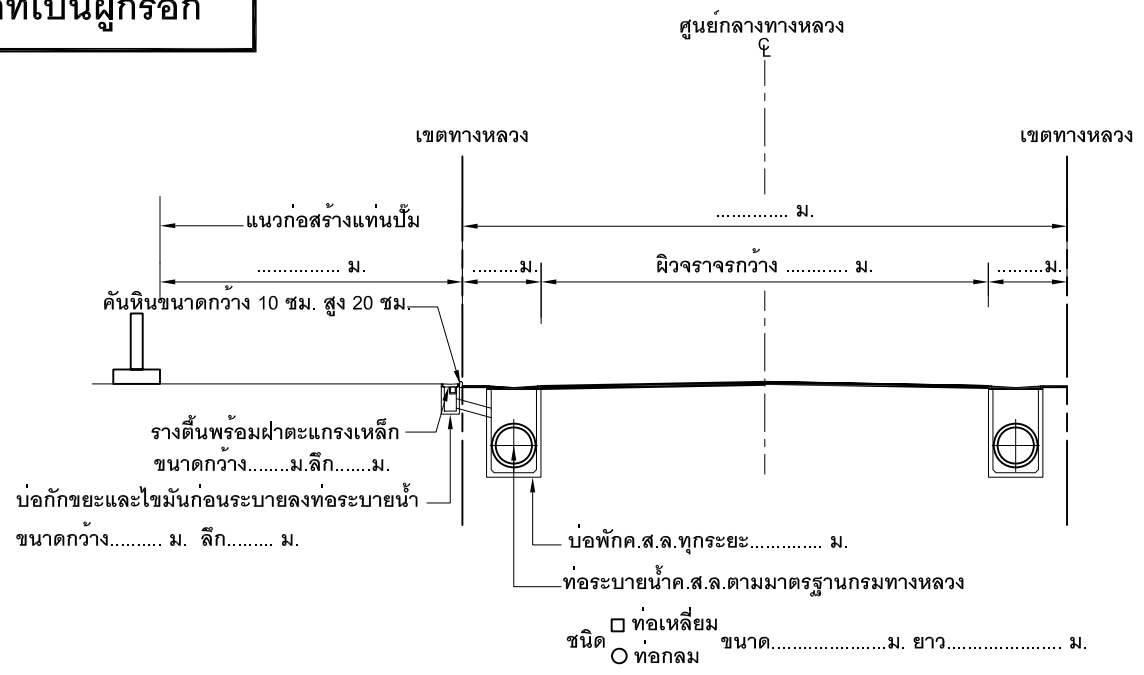 ที่เป็นผู้กรอก
ศูนย์กลางทางหลวง
℄
เขตทางหลวง
เขตทางหลวง
แนวก่อสร้างแท่นปั๊ม
............. ม.
............... ม.
.........ม.
ผิวจราจรกว้าง ........... ม.
.........ม.
คันหินขนาดกว้าง 10 ซม. สูง 20 ซม.
รางตื้นพร้อมฝาตะแกรงเหล็ก
ขนาดกว้าง........ม.ลึก.......ม.
บ่อกักขยะและไขมันก่อนระบายลงท่อระบายน้ำ
ขนาดกว้าง.......... ม. ลึก......... ม.
บ่อพักค.ส.ล.ทุกระยะ.............. ม.
ท่อระบายน้ำค.ส.ล.ตามมาตรฐานกรมทางหลวง
ชนิด □ ท่อเหลี่ยม ขนาด......................ม. ยาว...................... ม.
○ ท่อกลม